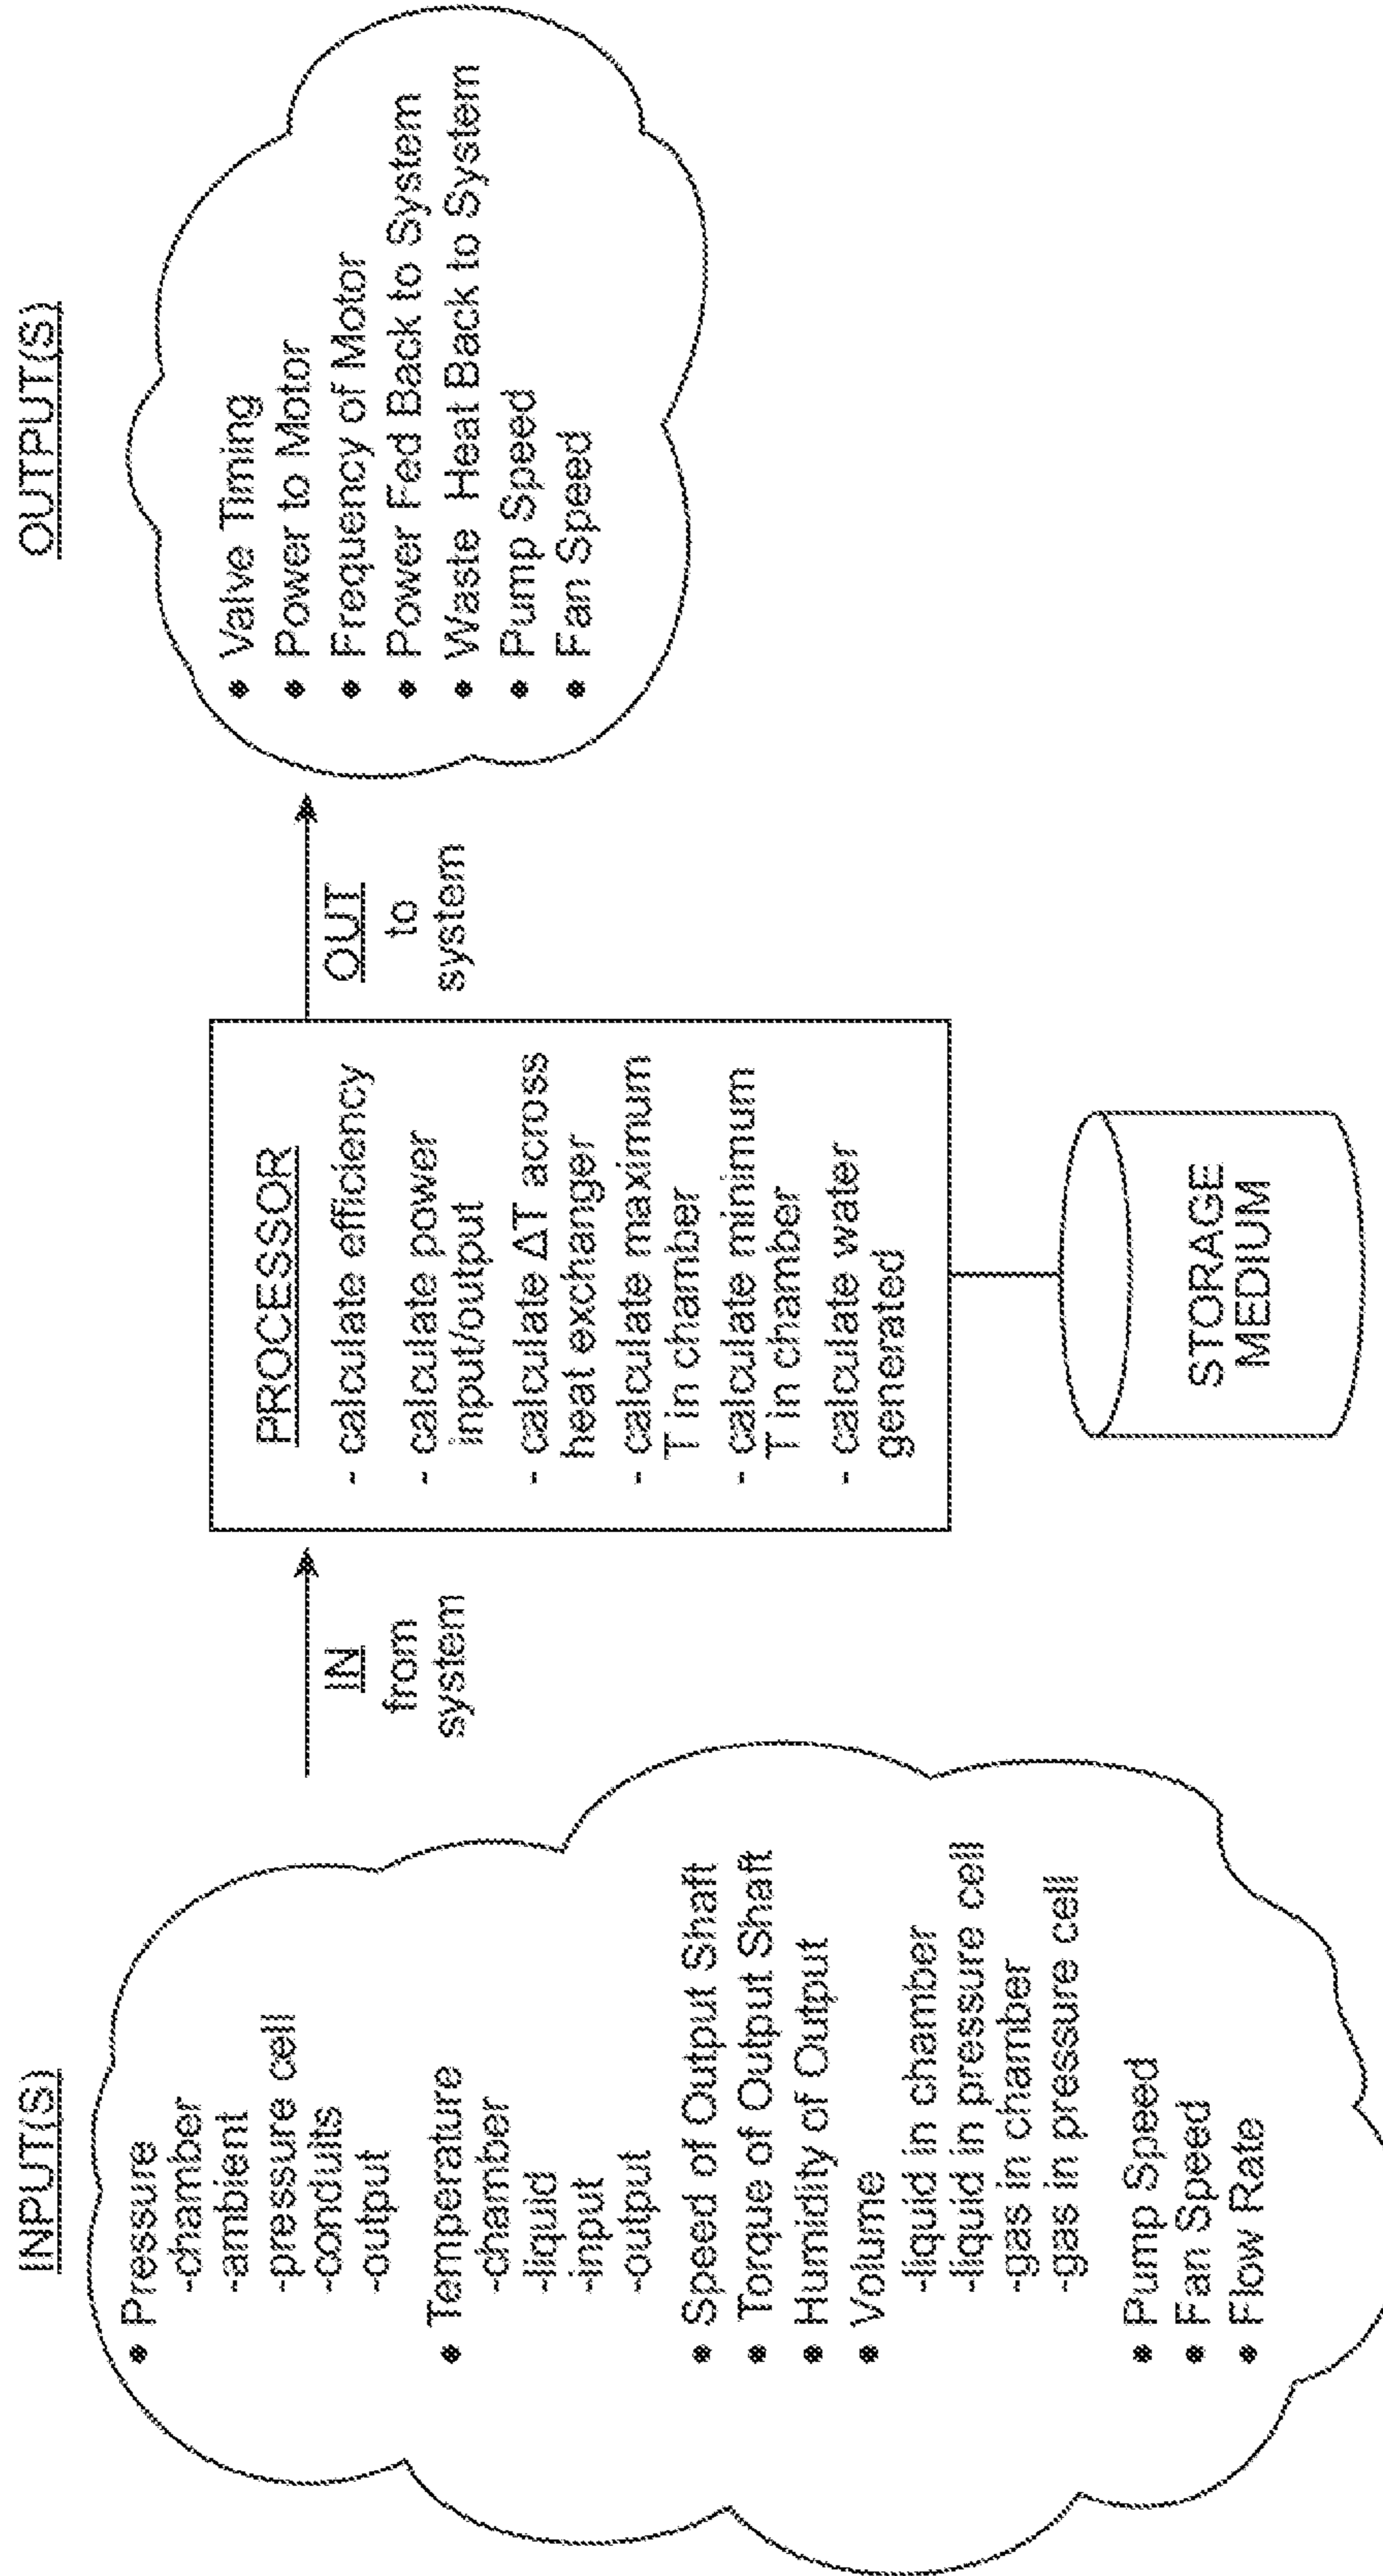 INPUT(S)
● Pressure
-chamber
-ambient
-pressure cell
-conduits
-output
● Temperature
-chamber
-liquid
-input
-output
● Speed of Output Shaft
● Torque of Output Shaft
● Humidity of Output
● Volume
-liquid in chamber
-liquid in pressure cell
-gas in chamber
-gas in pressure cell
● Pump Speed
● Fan Speed
● Flow Rate
IN
from
system
PROCESSOR
- calculate efficiency
- calculate power
input/output
- calculate ΔT across
heat exchanger
- calculate maximum
T in chamber
- calculate minimum
T in chamber
- calculate water
generated
STORAGE
MEDIUM
OUT
to
system
OUTPUT(S)
● Valve Timing
● Power to Motor
● Frequency of Motor
● Power Fed Back to System
● Waste Heat Back to System
● Pump Speed
● Fan Speed